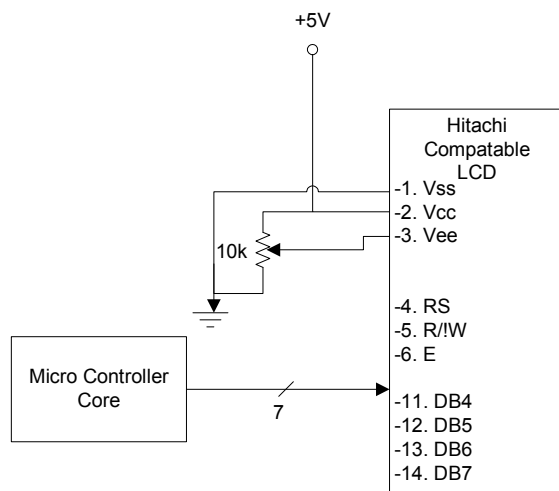 +5V
Hitachi
Compatable
LCD
-1. Vss
-2. Vcc
-3. Vee
10k
-4. RS
-5. R/!W
-6. E
Micro Controller
Core
7
-11. DB4
-12. DB5
-13. DB6
-14. DB7